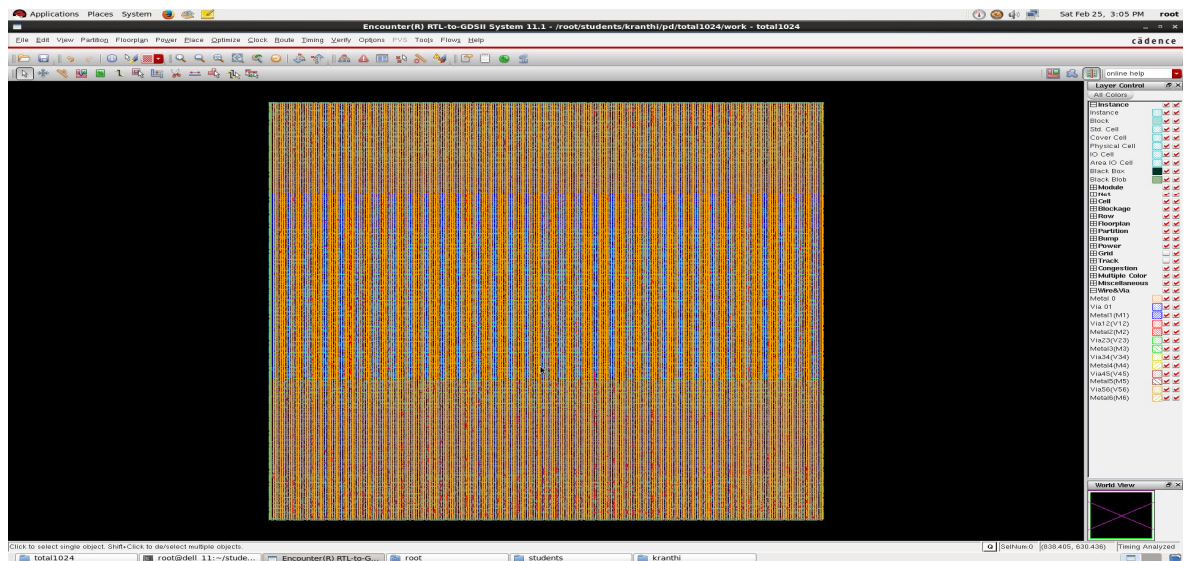 Applications Places System Sat Feb 25, 3:05 PM root
Encounter(R) RTL-to-GDSII System 11.1 - /root/students/kranthi/pd/total1024/work - total1024
File Edit View Partition Floorplan Power Place Optimize Clock Route Timing Verify Options PVS Tools Flows Help
cādence
online help
Layer Control
All Colors
Instance
Instance
Block
Std. Cell
Cover Cell
Physical Cell
IO Cell
Area IO Cell
Black Box
Black Blob
Module
Net
Cell
Blockage
Row
Floorplan
Partition
Bump
Power
Grid
Track
Congestion
Multiple Color
Miscellaneous
Wire&Via
Metal 0
Via 01
Metal1(M1)
Via12(V12)
Metal2(M2)
Via23(V23)
Metal3(M3)
Via34(V34)
Metal4(M4)
Via45(V45)
Metal5(M5)
Via56(V56)
Metal6(M6)
World View
Click to select single object. Shift+Click to de/select multiple objects. Q SelNum:0 (838.405, 630.436) Timing Analyzed
total1024 root@dell 11:~/stude... Encounter(R) RTL-to-G... root students kranthi